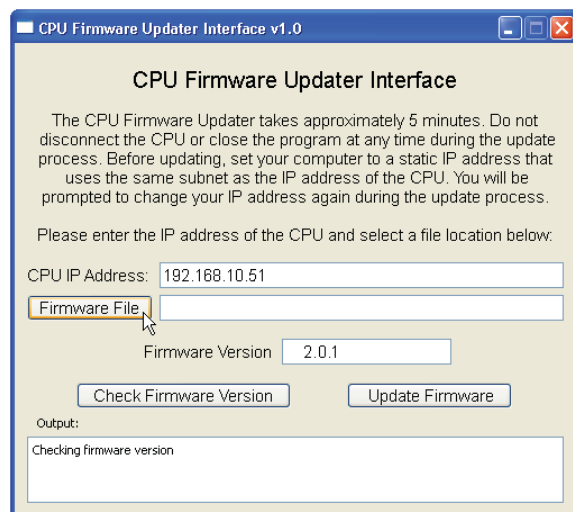 CPU Firmware Updater Interface v1.0
CPU Firmware Updater Interface
The CPU Firmware Updater takes approximately 5 minutes. Do not
disconnect the CPU or close the program at any time during the update
process. Before updating, set your computer to a static IP address that
uses the same subnet as the IP address of the CPU. You will be
prompted to change your IP address again during the update process.
Please enter the IP address of the CPU and select a file location below:
CPU IP Address: 192.168.10.51
Firmware File
Firmware Version 2.0.1
Check Firmware Version Update Firmware
Output:
Checking firmware version